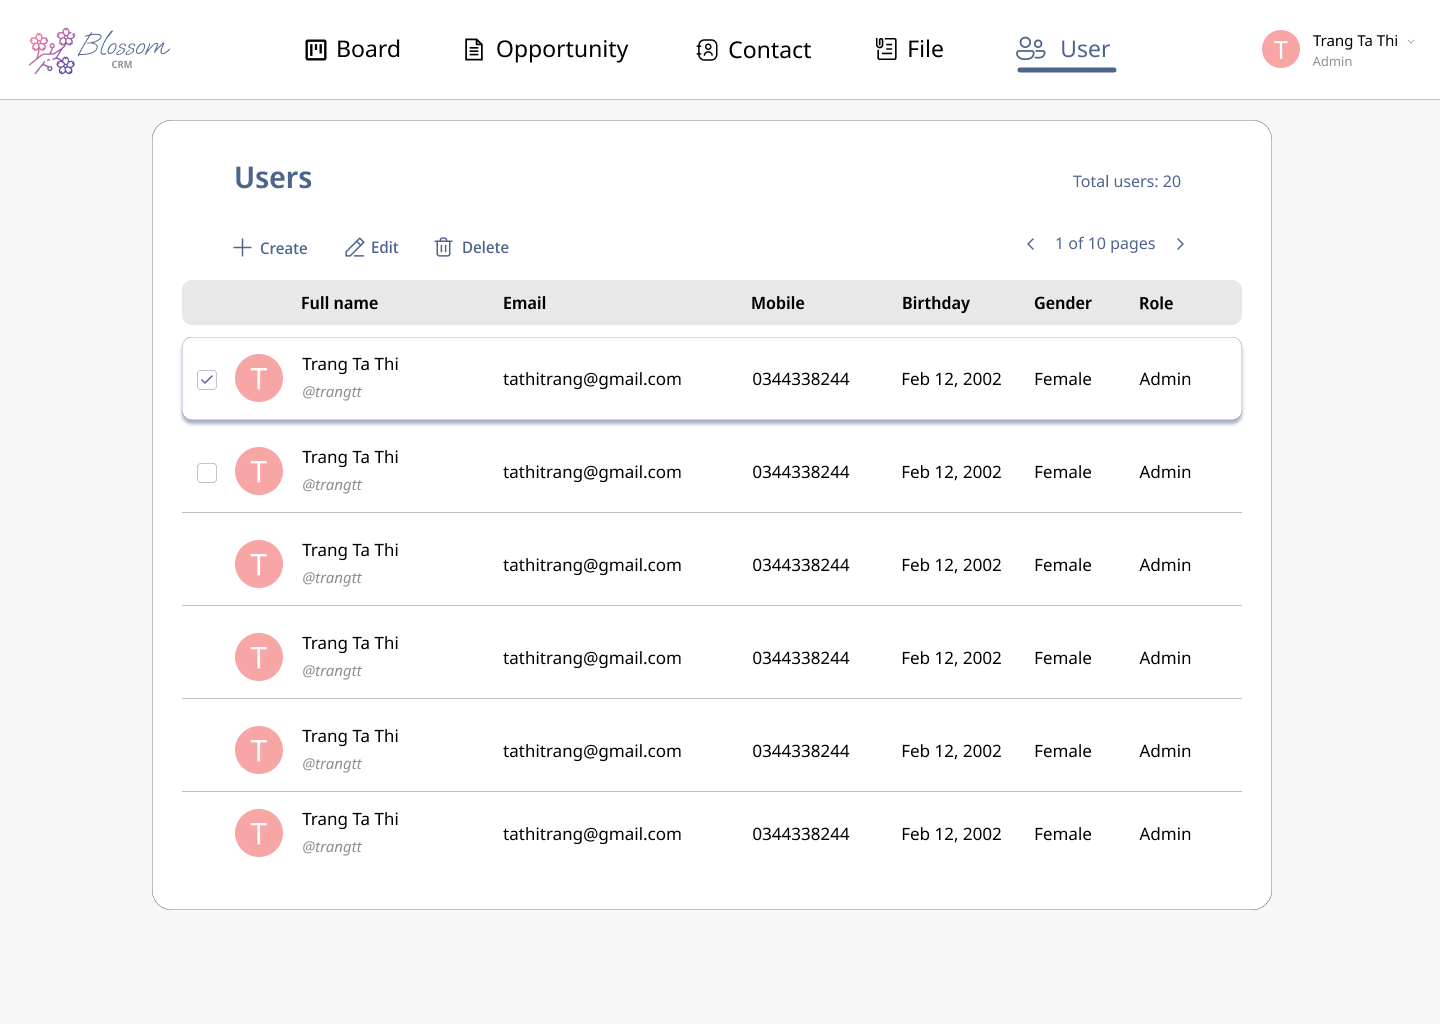 Blossom
CRM
Board
Opportunity
Contact
File
User
T
Trang Ta Thi
Admin
Users
Total users: 20
Create
Edit
Delete
1 of 10 pages
Full name Email Mobile Birthday Gender Role
T
Trang Ta Thi
@trangtt
tathitrang@gmail.com 0344338244 Feb 12, 2002 Female Admin
T
Trang Ta Thi
@trangtt
tathitrang@gmail.com 0344338244 Feb 12, 2002 Female Admin
T
Trang Ta Thi
@trangtt
tathitrang@gmail.com 0344338244 Feb 12, 2002 Female Admin
T
Trang Ta Thi
@trangtt
tathitrang@gmail.com 0344338244 Feb 12, 2002 Female Admin
T
Trang Ta Thi
@trangtt
tathitrang@gmail.com 0344338244 Feb 12, 2002 Female Admin
T
Trang Ta Thi
@trangtt
tathitrang@gmail.com 0344338244 Feb 12, 2002 Female Admin